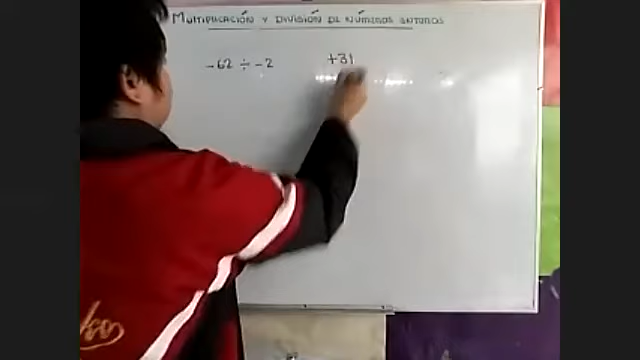 MULTIPLICACIÓN Y DIVISIÓN DE NÚMEROS ENTEROS
-62 ÷ -2 +31